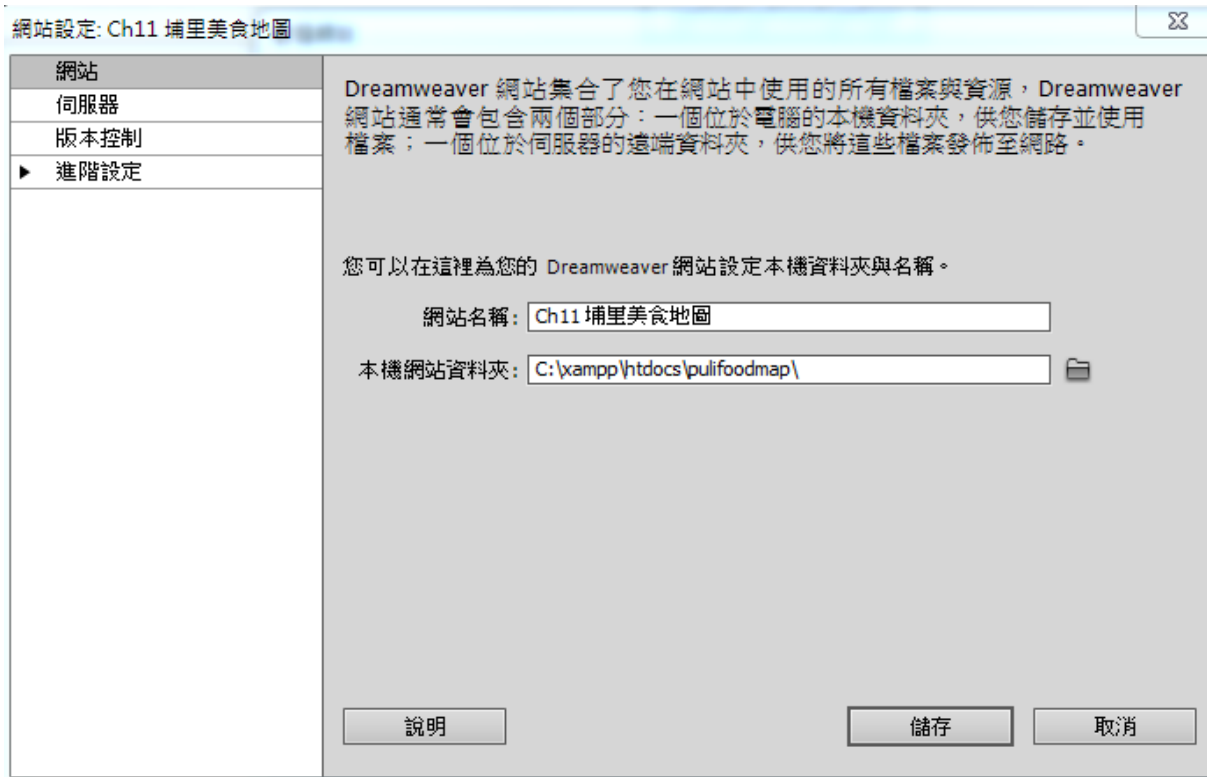 網站設定: Ch11 埔里美食地圖
網站
伺服器
版本控制
進階設定
Dreamweaver 網站集合了您在網站中使用的所有檔案與資源，Dreamweaver
網站通常會包含兩個部分：一個位於電腦的本機資料夾，供您儲存並使用
檔案；一個位於伺服器的遠端資料夾，供您將這些檔案發佈至網路。
您可以在這裡為您的 Dreamweaver 網站設定本機資料夾與名稱。
網站名稱: Ch11 埔里美食地圖
本機網站資料夾: C:\xampp\htdocs\pulifoodmap\
說明 儲存 取消